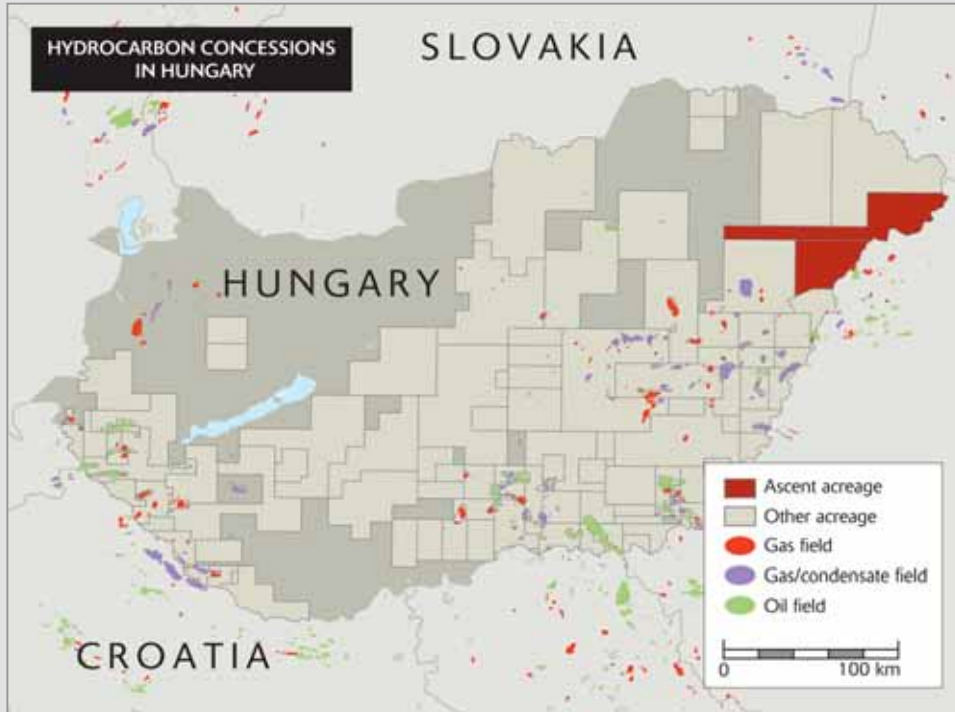 HYDROCARBON CONCESSIONS
IN HUNGARY
SLOVAKIA
HUNGARY
CROATIA
Ascent acreage
Other acreage
Gas field
Gas/condensate field
Oil field
0 100 km